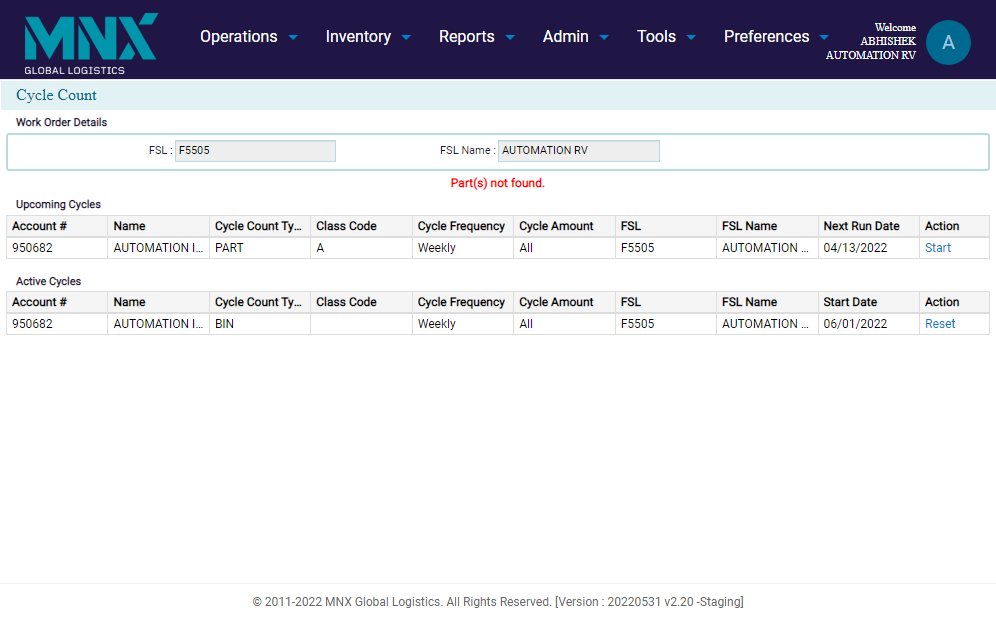 MNX
GLOBAL LOGISTICS
Operations Inventory Reports Admin Tools Preferences
Welcome
ABHISHEK
AUTOMATION RV
A
Cycle Count
Work Order Details
FSL : F5505 FSL Name : AUTOMATION RV
Part(s) not found.
Upcoming Cycles
Account # Name Cycle Count Ty... Class Code Cycle Frequency Cycle Amount FSL FSL Name Next Run Date Action
950682 AUTOMATION I... PART A Weekly All F5505 AUTOMATION ... 04/13/2022 Start
Active Cycles
Account # Name Cycle Count Ty... Class Code Cycle Frequency Cycle Amount FSL FSL Name Start Date Action
950682 AUTOMATION I... BIN Weekly All F5505 AUTOMATION ... 06/01/2022 Reset
© 2011-2022 MNX Global Logistics. All Rights Reserved. [Version : 20220531 v2.20 -Staging]